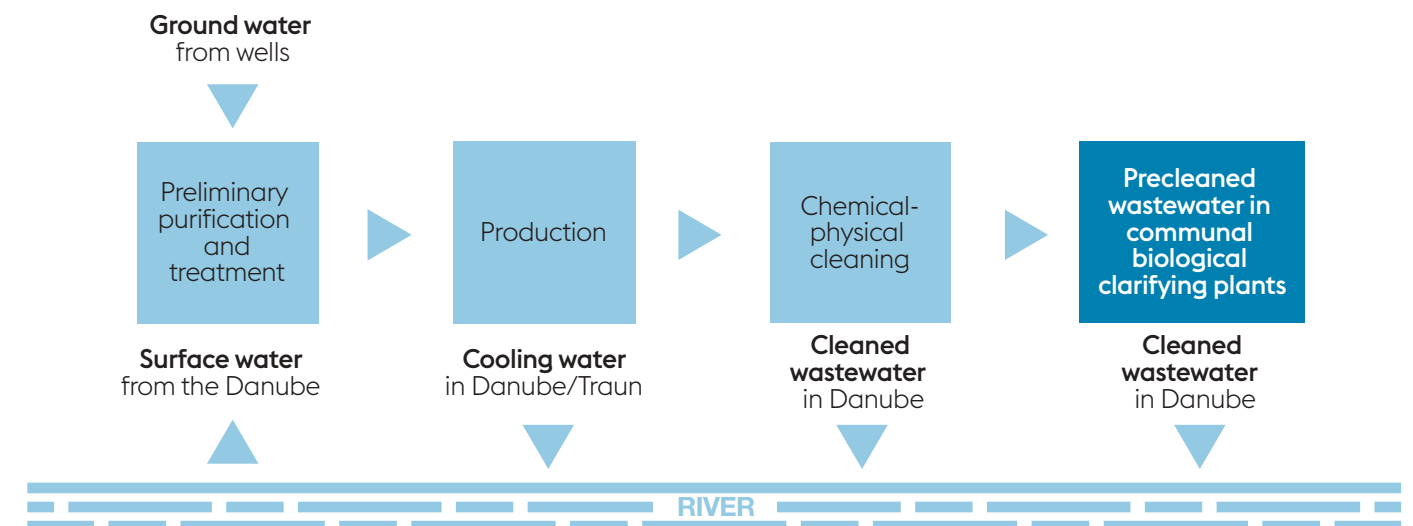 Ground water
from wells
Preliminary
purification
and
treatment
Production
Chemical-
physical
cleaning
Precleaned
wastewater in
communal
biological
clarifying plants
Surface water
from the Danube
Cooling water
in Danube/Traun
Cleaned
wastewater
in Danube
Cleaned
wastewater
in Danube
RIVER